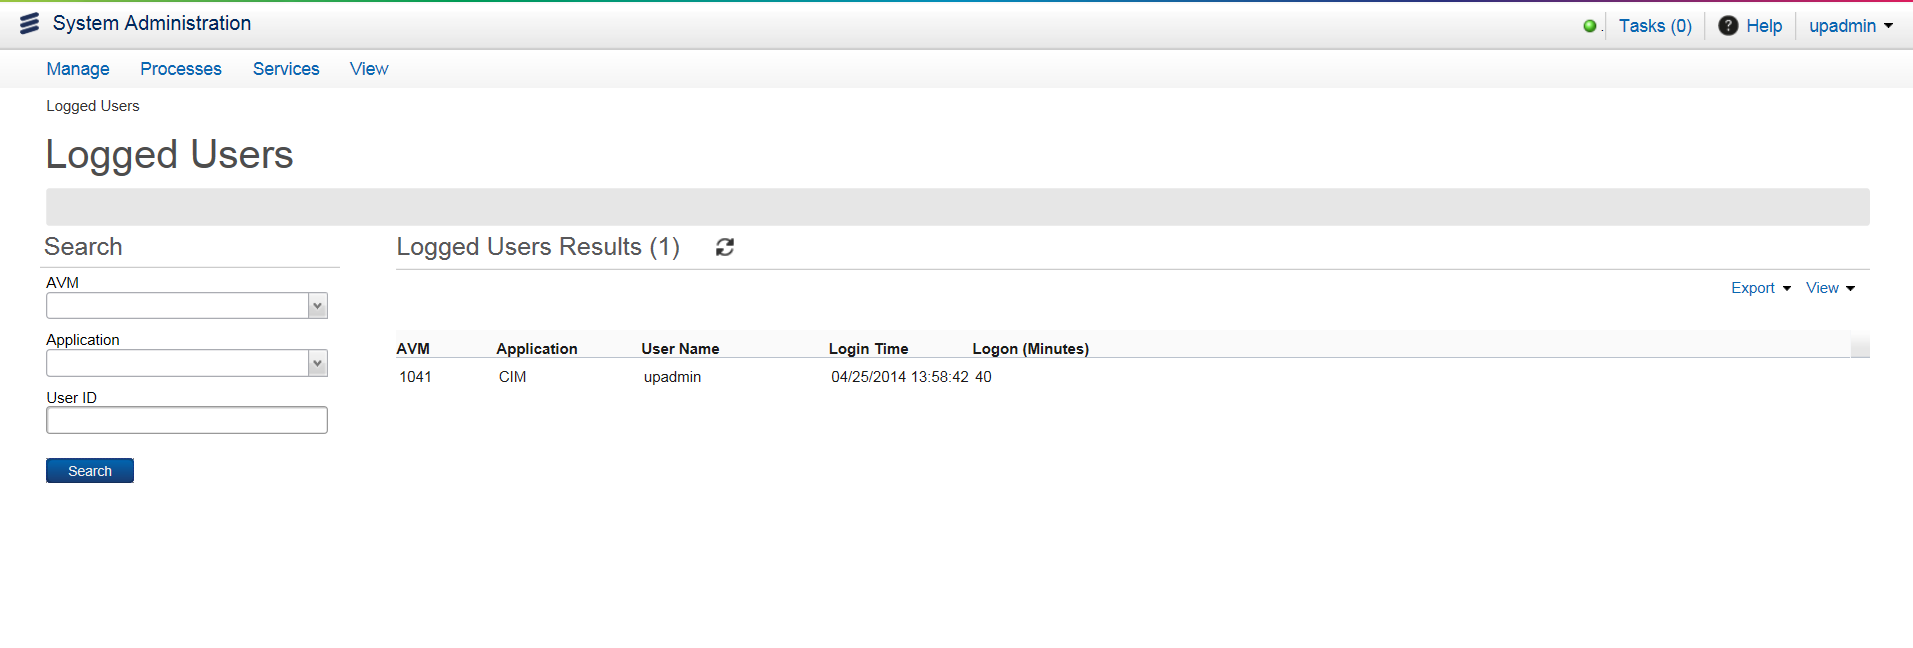 System Administration
Tasks (0)
? Help
upadmin
Manage Processes Services View
Logged Users
Logged Users
Search
AVM
Application
User ID
Search
Logged Users Results (1)
Export View
AVM Application User Name Login Time Logon (Minutes)
1041 CIM upadmin 04/25/2014 13:58:42 40